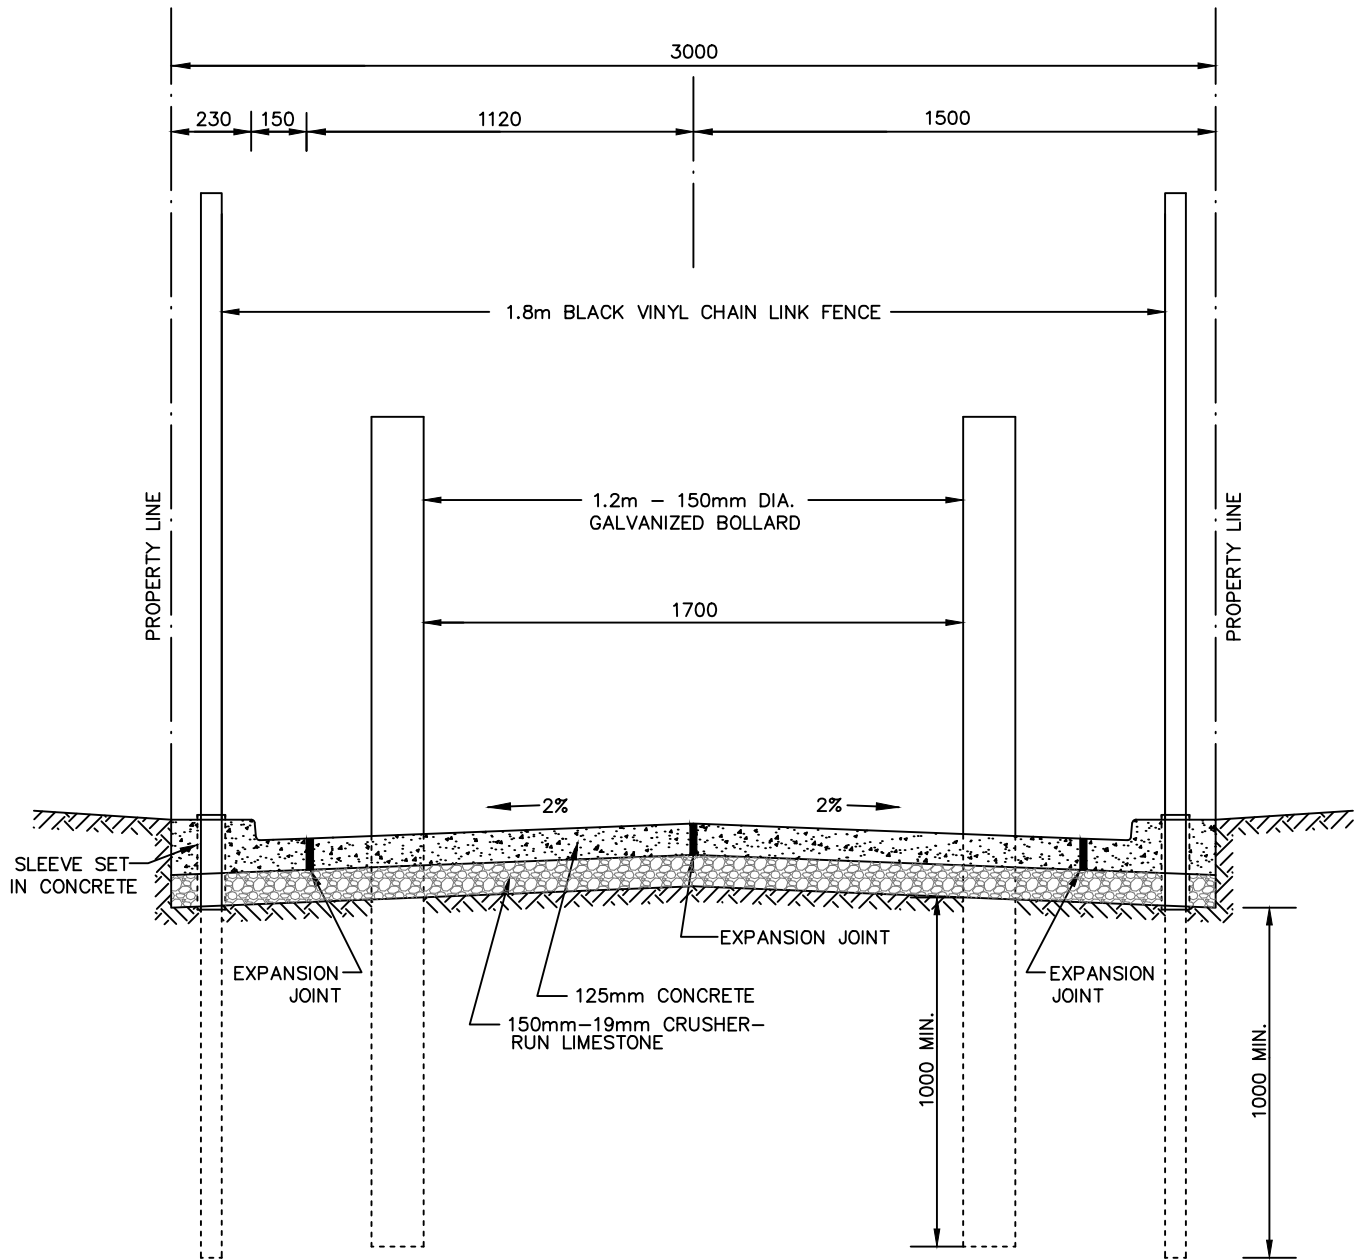 3000
230
150
1120
1500
1.8m BLACK VINYL CHAIN LINK FENCE
1.2m – 150mm DIA.
GALVANIZED BOLLARD
PROPERTY LINE
PROPERTY LINE
1700
2%
2%
SLEEVE SET
IN CONCRETE
EXPANSION JOINT
EXPANSION
JOINT
EXPANSION
JOINT
125mm CONCRETE
150mm–19mm CRUSHER–
RUN LIMESTONE
1000 MIN.
1000 MIN.